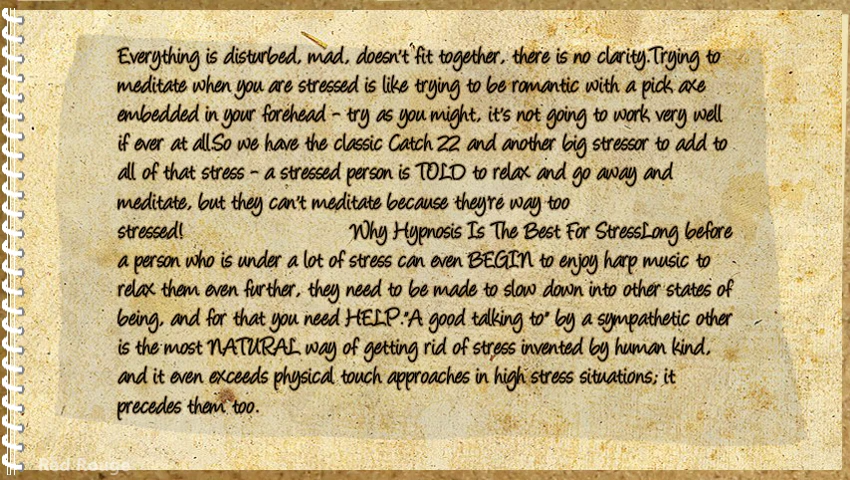 Everything is disturbed, mad, doesn't fit together, there is no clarity.Trying to
meditate when you are stressed is like trying to be romantic with a pick axe
embedded in your forehead - try as you might, it's not going to work very well
if ever at all.So we have the classic Catch 22 and another big stressor to add to
all of that stress - a stressed person is TOLD to relax and go away and
meditate, but they can't meditate because they're way too
stressed! Why Hypnosis Is The Best For StressLong before
a person who is under a lot of stress can even BEGIN to enjoy harp music to
relax them even further, they need to be made to slow down into other states of
being, and for that you need HELP."A good talking to" by a sympathetic other
is the most NATURAL way of getting rid of stress invented by human kind,
and it even exceeds physical touch approaches in high stress situations; it
precedes them too.
Red Rouge